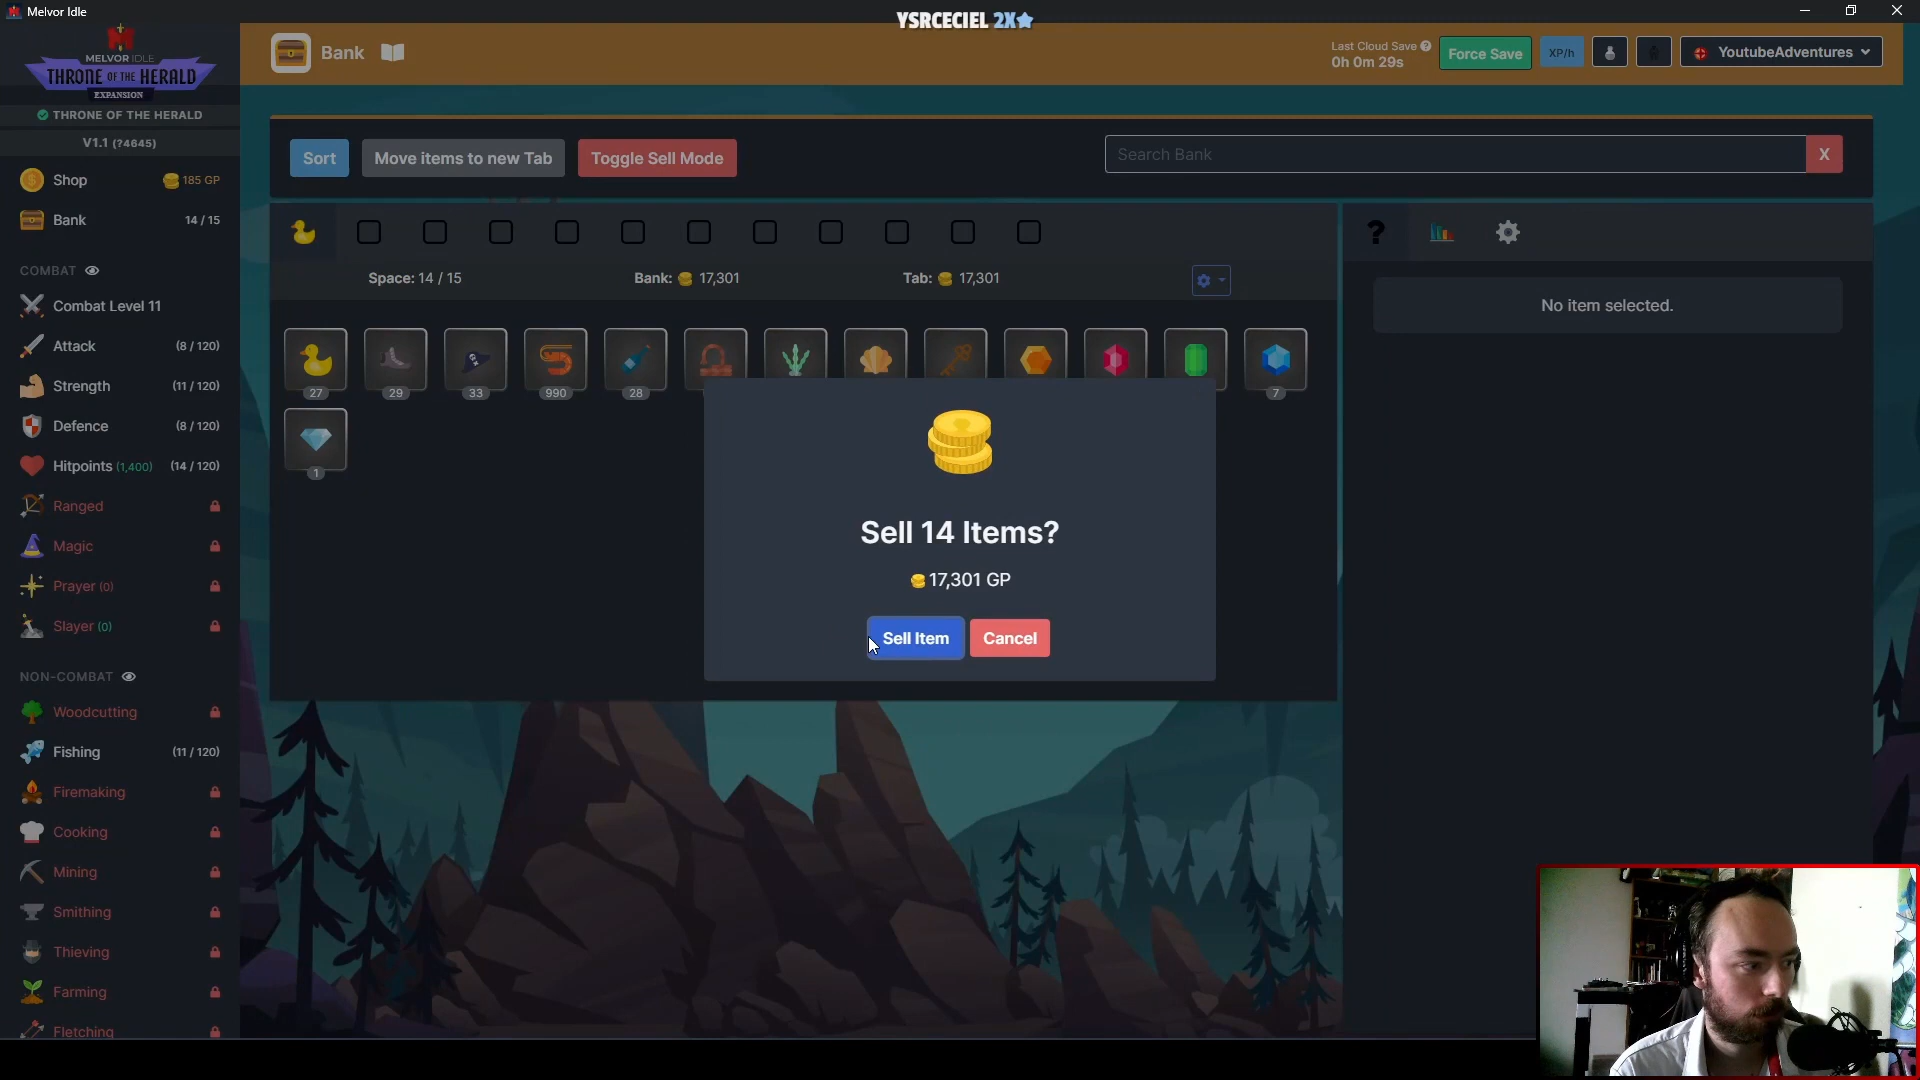 Melvor Idle
YSRCECIEL 2X
MELVOR IDLE
THRONE OF THE HERALD
EXPANSION
THRONE OF THE HERALD
V1.1 (?4645)
Bank
Last Cloud Save
0h 0m 29s
Force Save
XP/h
YoutubeAdventures
Shop
185 GP
Bank
14 / 15
COMBAT
Combat Level 11
Attack
(8 / 120)
Strength
(11 / 120)
Defence
(8 / 120)
Hitpoints (1,400)
(14 / 120)
Ranged
Magic
Prayer (0)
Slayer (0)
NON-COMBAT
Woodcutting
Fishing
(11 / 120)
Firemaking
Cooking
Mining
Smithing
Thieving
Farming
Fletching
Sort
Move items to new Tab
Toggle Sell Mode
Search Bank
X
Space: 14 / 15
Bank: 17,301
Tab: 17,301
?
No item selected.
27
29
33
990
28
7
1
Sell 14 Items?
17,301 GP
Sell Item
Cancel